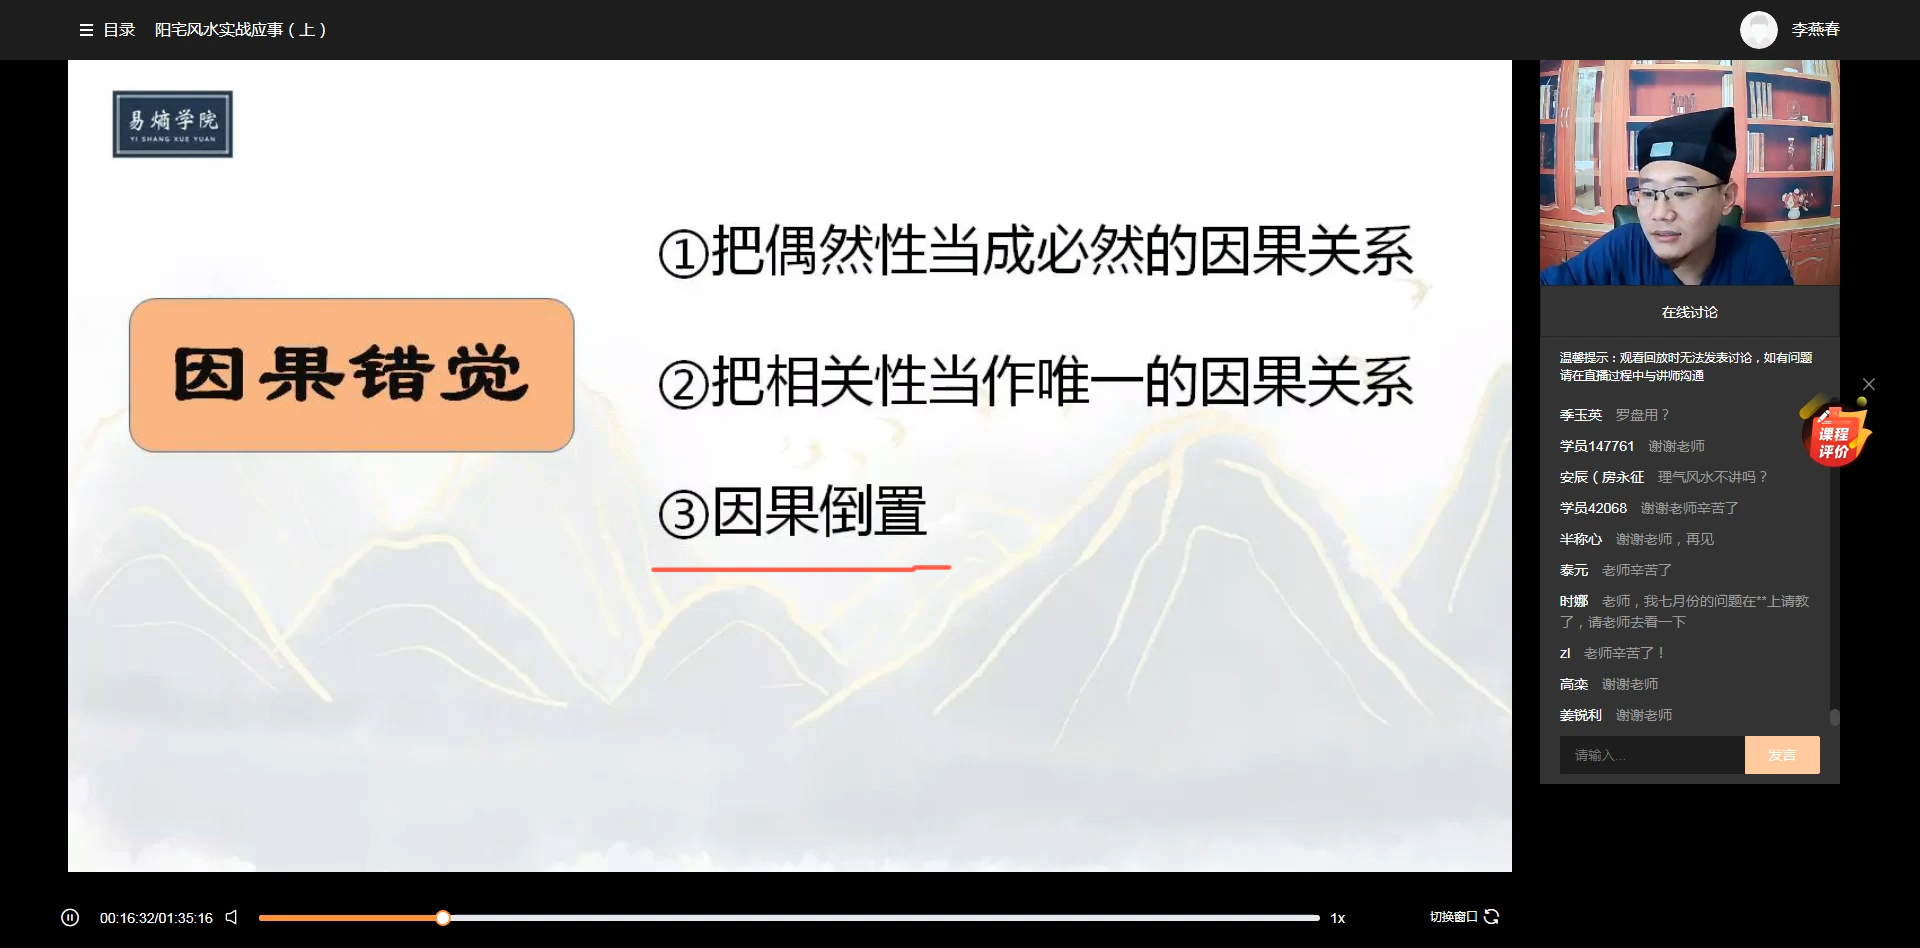 目录 阳宅风水实战应事（上）
李燕春
易熵学院
YI SHANG XUE YUAN
因果错觉
①把偶然性当成必然的因果关系
②把相关性当作唯一的因果关系
③因果倒置
在线讨论
温馨提示：观看回放时无法发表讨论，如有问题
请在直播过程中与讲师沟通
课程
评价
季玉英 罗盘用？
学员147761 谢谢老师
安辰（房永征 理气风水不讲吗？
学员42068 谢谢老师辛苦了
半称心 谢谢老师，再见
泰元 老师辛苦了
时娜 老师，我七月份的问题在**上请教
了，请老师去看一下
zl 老师辛苦了！
高栾 谢谢老师
姜锐利 谢谢老师
请输入... 发言
00:16:32/01:35:16 1x 切换窗口